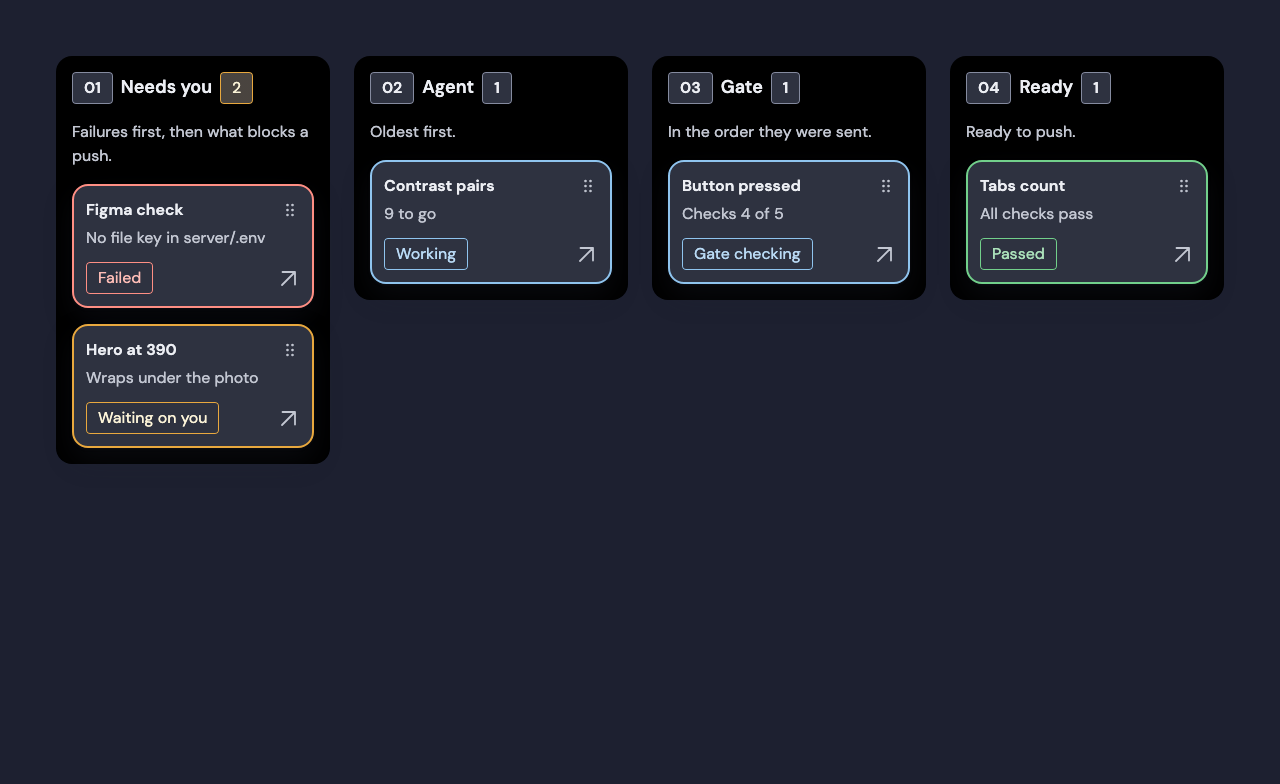 01 Needs you 2
Failures first, then what blocks a
push.
Figma check
No file key in server/.env
Failed
Hero at 390
Wraps under the photo
Waiting on you
02 Agent 1
Oldest first.
Contrast pairs
9 to go
Working
03 Gate 1
In the order they were sent.
Button pressed
Checks 4 of 5
Gate checking
04 Ready 1
Ready to push.
Tabs count
All checks pass
Passed